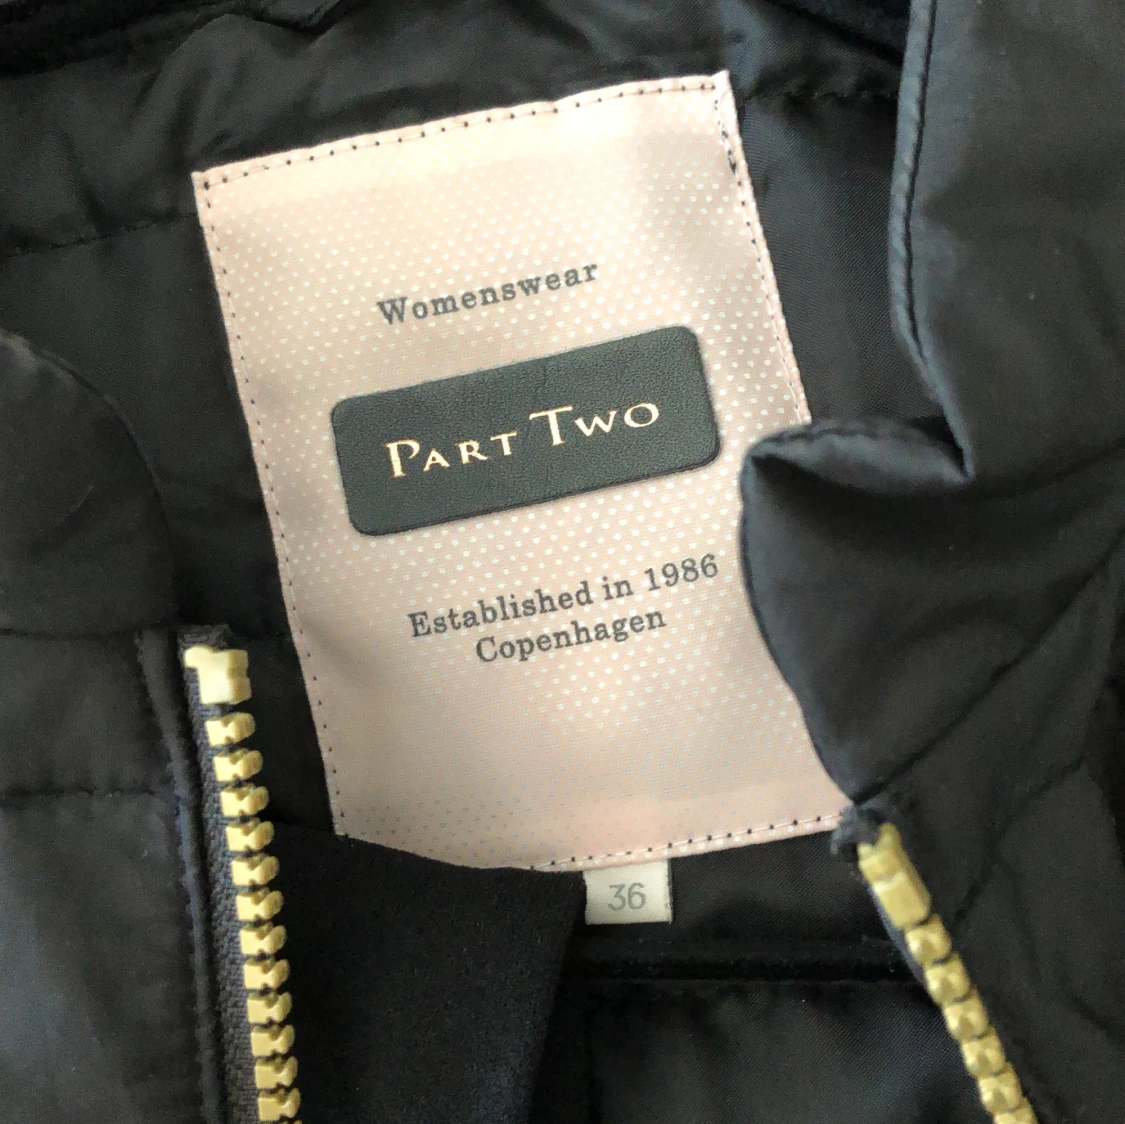 Womenswear
PART TWO
Established in 1986
Copenhagen
36